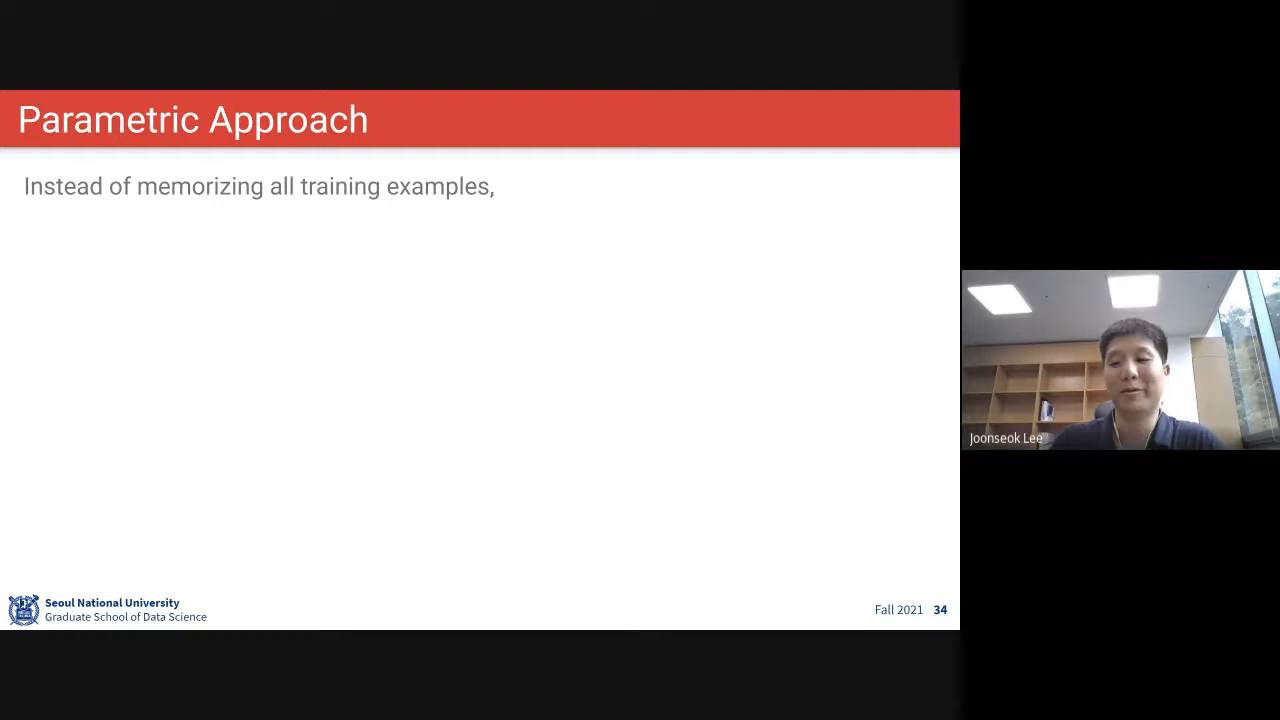 Parametric Approach
Instead of memorizing all training examples,
Joonseok Lee
Seoul National University
Graduate School of Data Science
Fall 2021 34